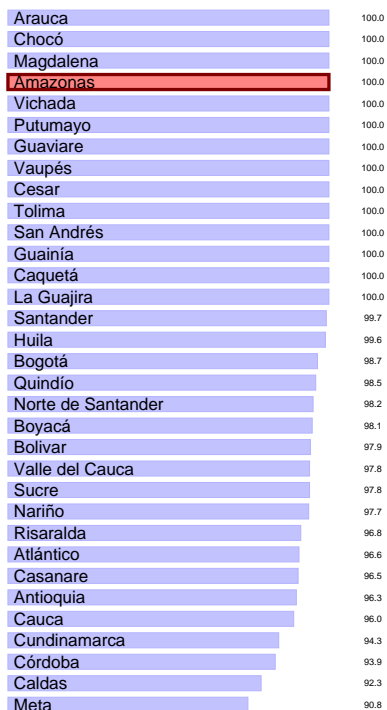 Arauca 100.0
Chocó 100.0
Magdalena 100.0
Amazonas 100.0
Vichada 100.0
Putumayo 100.0
Guaviare 100.0
Vaupés 100.0
Cesar 100.0
Tolima 100.0
San Andrés 100.0
Guainía 100.0
Caquetá 100.0
La Guajira 100.0
Santander 99.7
Huila 99.6
Bogotá 98.7
Quindío 98.5
Norte de Santander 98.2
Boyacá 98.1
Bolivar 97.9
Valle del Cauca 97.8
Sucre 97.8
Nariño 97.7
Risaralda 96.8
Atlántico 96.6
Casanare 96.5
Antioquia 96.3
Cauca 96.0
Cundinamarca 94.3
Córdoba 93.9
Caldas 92.3
Meta 90.8